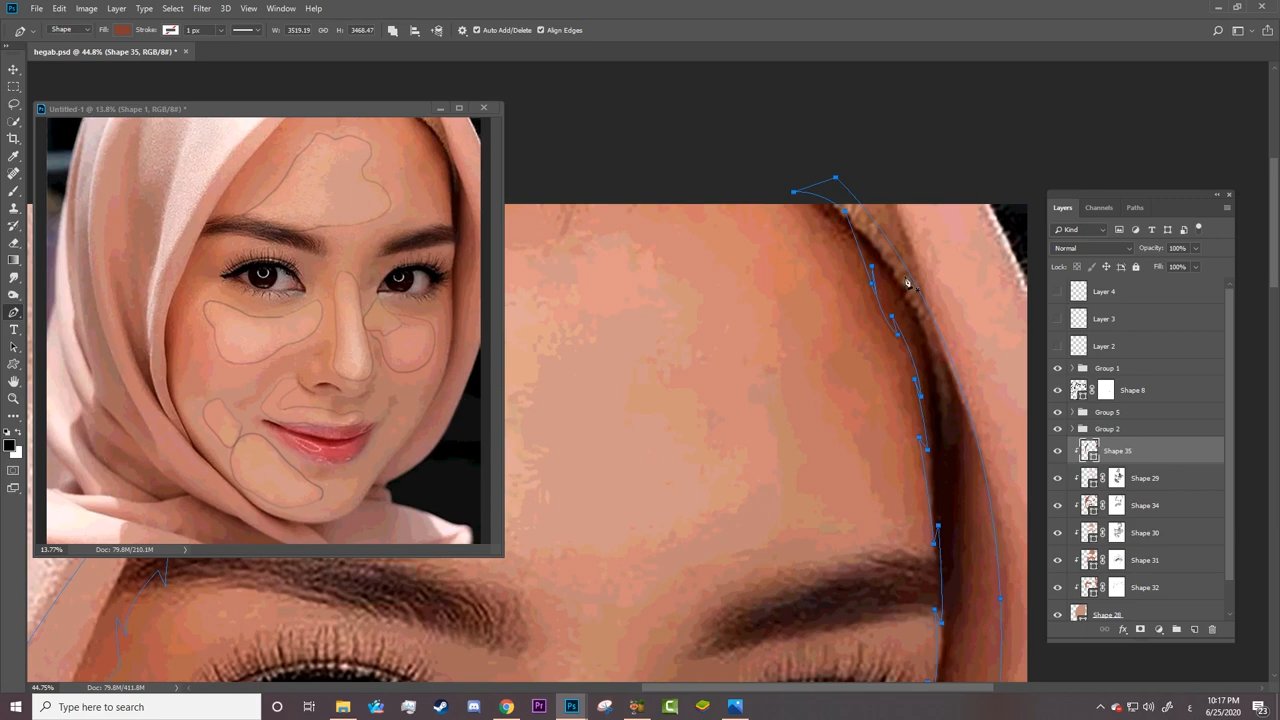 File Edit Image Layer Type Select Filter 3D View Window Help
Shape Fill: Stroke: 1 px W: 3519.19 H: 3468.47 Auto Add/Delete Align Edges
hegab.psd @ 44.8% (Shape 35, RGB/8#) *
Untitled-1 @ 13.8% (Shape 1, RGB/8#) *
13.77% Doc: 79.8M/210.1M
Layers Channels Paths
Kind
Normal Opacity: 100%
Lock: Fill: 100%
Layer 4
Layer 3
Layer 2
Group 1
Shape 8
Group 5
Group 2
Shape 35
Shape 29
Shape 34
Shape 30
Shape 31
Shape 32
Shape 28
44.75% Doc: 79.8M/411.8M
Type here to search
10:17 PM
6/25/2020
23